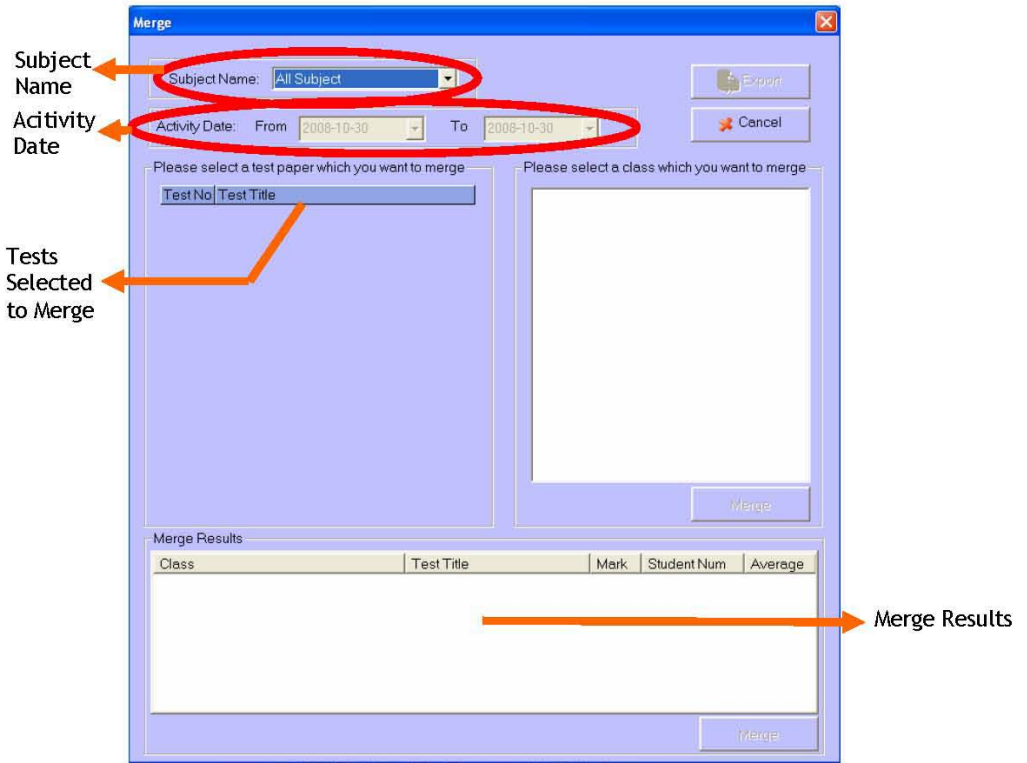 Merge
Subject
Name
Subject Name: All Subject
Export
Acitivity
Date
Activity Date: From 2008-10-30 To 2008-10-30
Cancel
Please select a test paper which you want to merge
Please select a class which you want to merge
Test No Test Title
Tests
Selected
to Merge
Merge
Merge Results
Class Test Title Mark Student Num Average
Merge Results
Merge